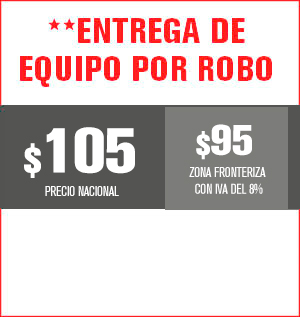 **ENTREGA DE
EQUIPO POR ROBO
$105
PRECIO NACIONAL
$95
ZONA FRONTERIZA
CON IVA DEL 8%